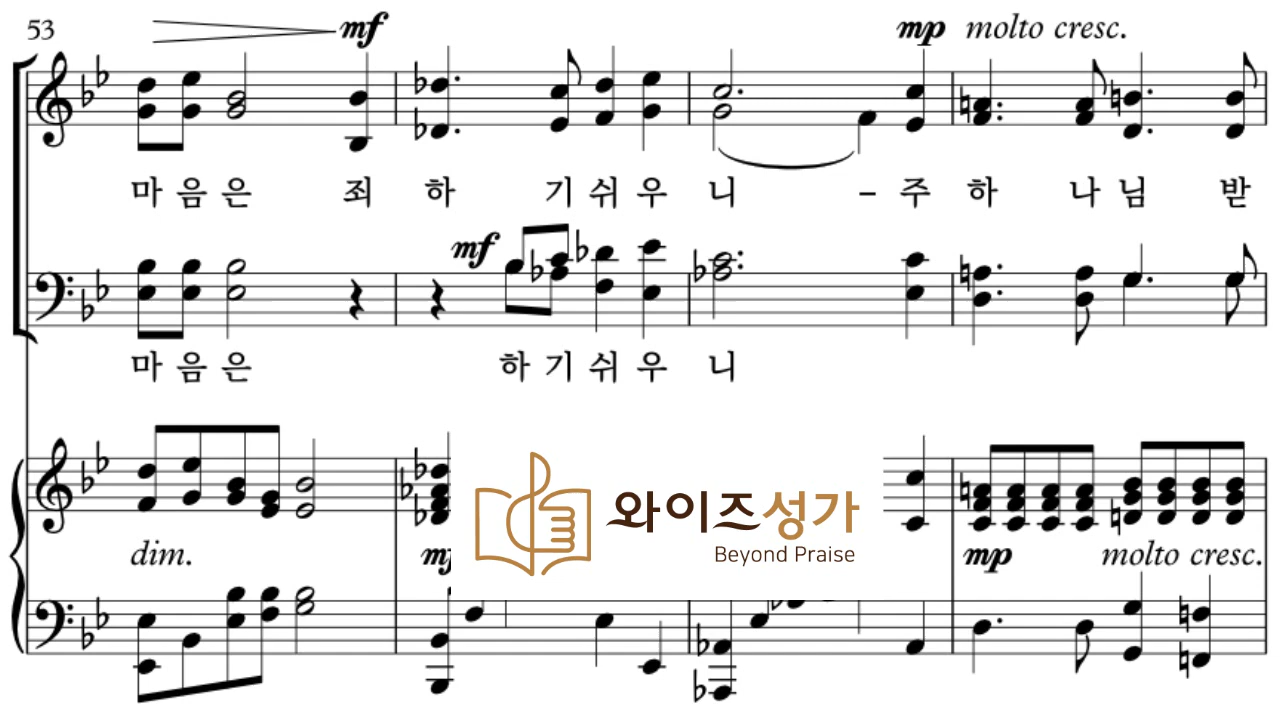 53 mf mp molto cresc.
마 음 은 죄 하 기 쉬 우 니 – 주 하 나 님 받
mf
마 음 은 하 기 쉬 우 니
와이즈성가
Beyond Praise
dim. mp molto cresc.